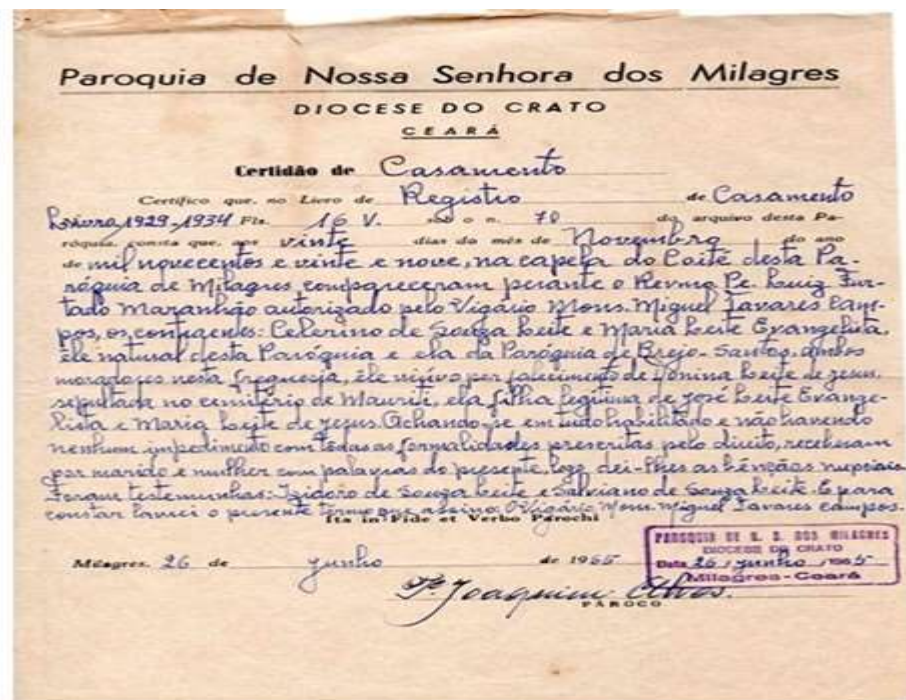 Paroquia de Nossa Senhora dos Milagres
DIOCESE DO CRATO
CEARÁ
Certidão de Casamento
Certifico que, no Livro de Registro de Casamento
1929-1934 Fls. 16 V. sob o n. 70 do arquivo desta Pa-
róquia, consta que, aos vinte dias do mês de Novembro do ano
de mil novecentos e vinte e nove, na capela do Coité desta Pa-
róquia de Milagres compareceram perante o Revmo Pe. Luiz Fur-
tado Maranhão autorizado pelo Vigário Mons. Miguel Tavares Cam-
pos, os contraentes: Celerino de Souza Leite e Maria Leite Evangelista,
êle natural desta Paróquia e ela da Paróquia de Brejo-Santos, ambos
moradores nesta freguesia, êle viúvo por falecimento de Leite de Jesus,
sepultada no cemitério de Mauriti, ela filha legítima de José Leite Evange-
lista e Maria Leite de Jesus. Achando-se em tudo habilitado e não havendo
nenhum impedimento com todas as formalidades prescritas pelo direito, receberam
por marido e mulher com palavras do presente, logo dei-lhes as bênçãos nupciais.
Foram testemunhas: Izidoro de Souza Leite e Salviano de Souza Leite. E para
constar lancei o presente termo que assino. O Vigário Mons. Miguel Tavares Campos.
Ita in Fide et Verbo Parochi
Milagres, 26 de junho de 1965
PAROQUIA DE N. S. DOS MILAGRES
DIOCESE DO CRATO
Data 26 / junho / 1965
Milagres-Ceará
Pe. Joaquim Alves.
PÁROCO